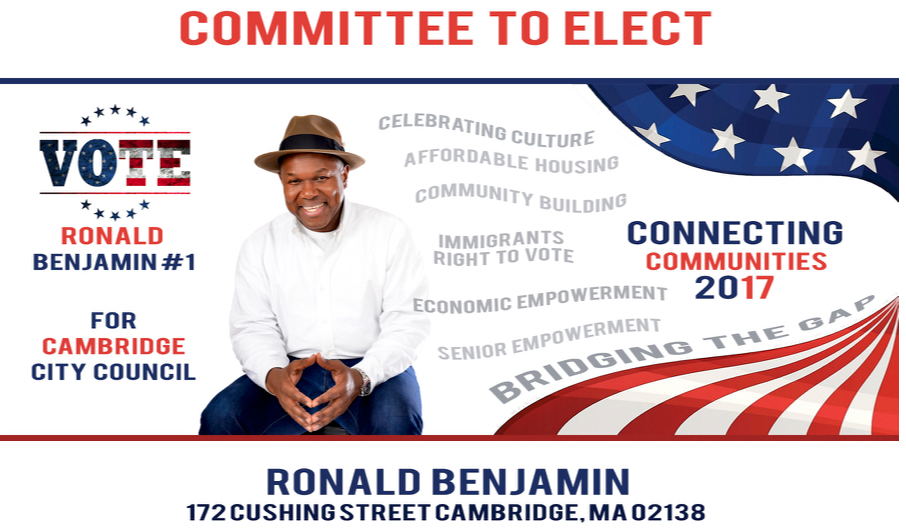 COMMITTEE TO ELECT
VOTE
RONALD
BENJAMIN #1
FOR
CAMBRIDGE
CITY COUNCIL
CELEBRATING CULTURE
AFFORDABLE HOUSING
COMMUNITY BUILDING
IMMIGRANTS
RIGHT TO VOTE
ECONOMIC EMPOWERMENT
SENIOR EMPOWERMENT
BRIDGING THE GAP
CONNECTING
COMMUNITIES
2017
RONALD BENJAMIN
172 CUSHING STREET CAMBRIDGE, MA 02138